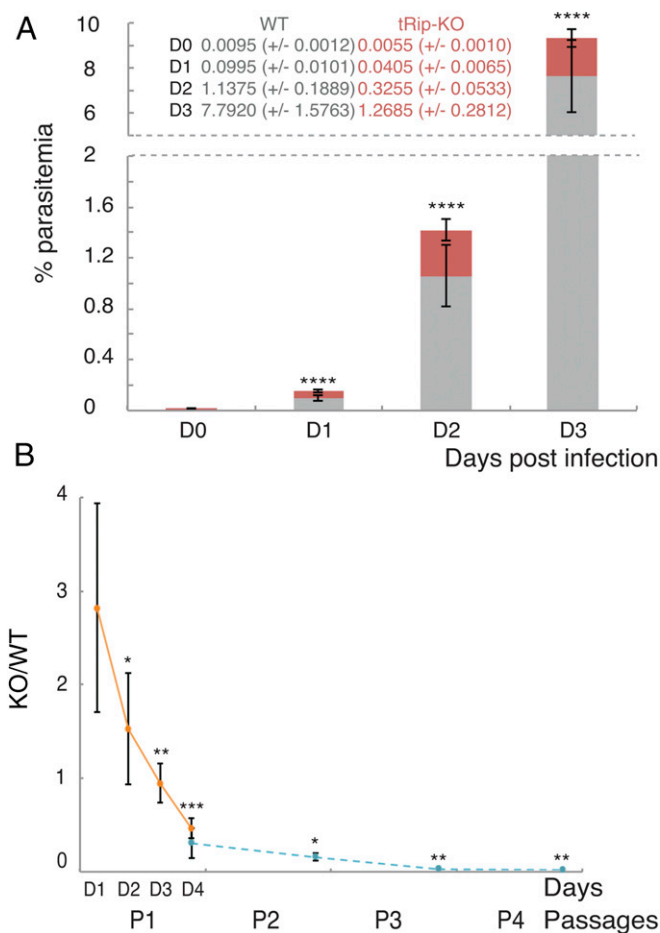 A
WT tRip-KO
D0 0.0095 (+/- 0.0012) 0.0055 (+/- 0.0010)
D1 0.0995 (+/- 0.0101) 0.0405 (+/- 0.0065)
D2 1.1375 (+/- 0.1889) 0.3255 (+/- 0.0533)
D3 7.7920 (+/- 1.5763) 1.2685 (+/- 0.2812)
****
10
8
6
2
1.6
1.2
0.8
0.4
0
% parasitemia
****
****
D0 D1 D2 D3
Days post infection
B
4
3
2
1
0
KO/WT
*
**
***
*
**
**
D1 D2 D3 D4 Days
P1 P2 P3 P4 Passages